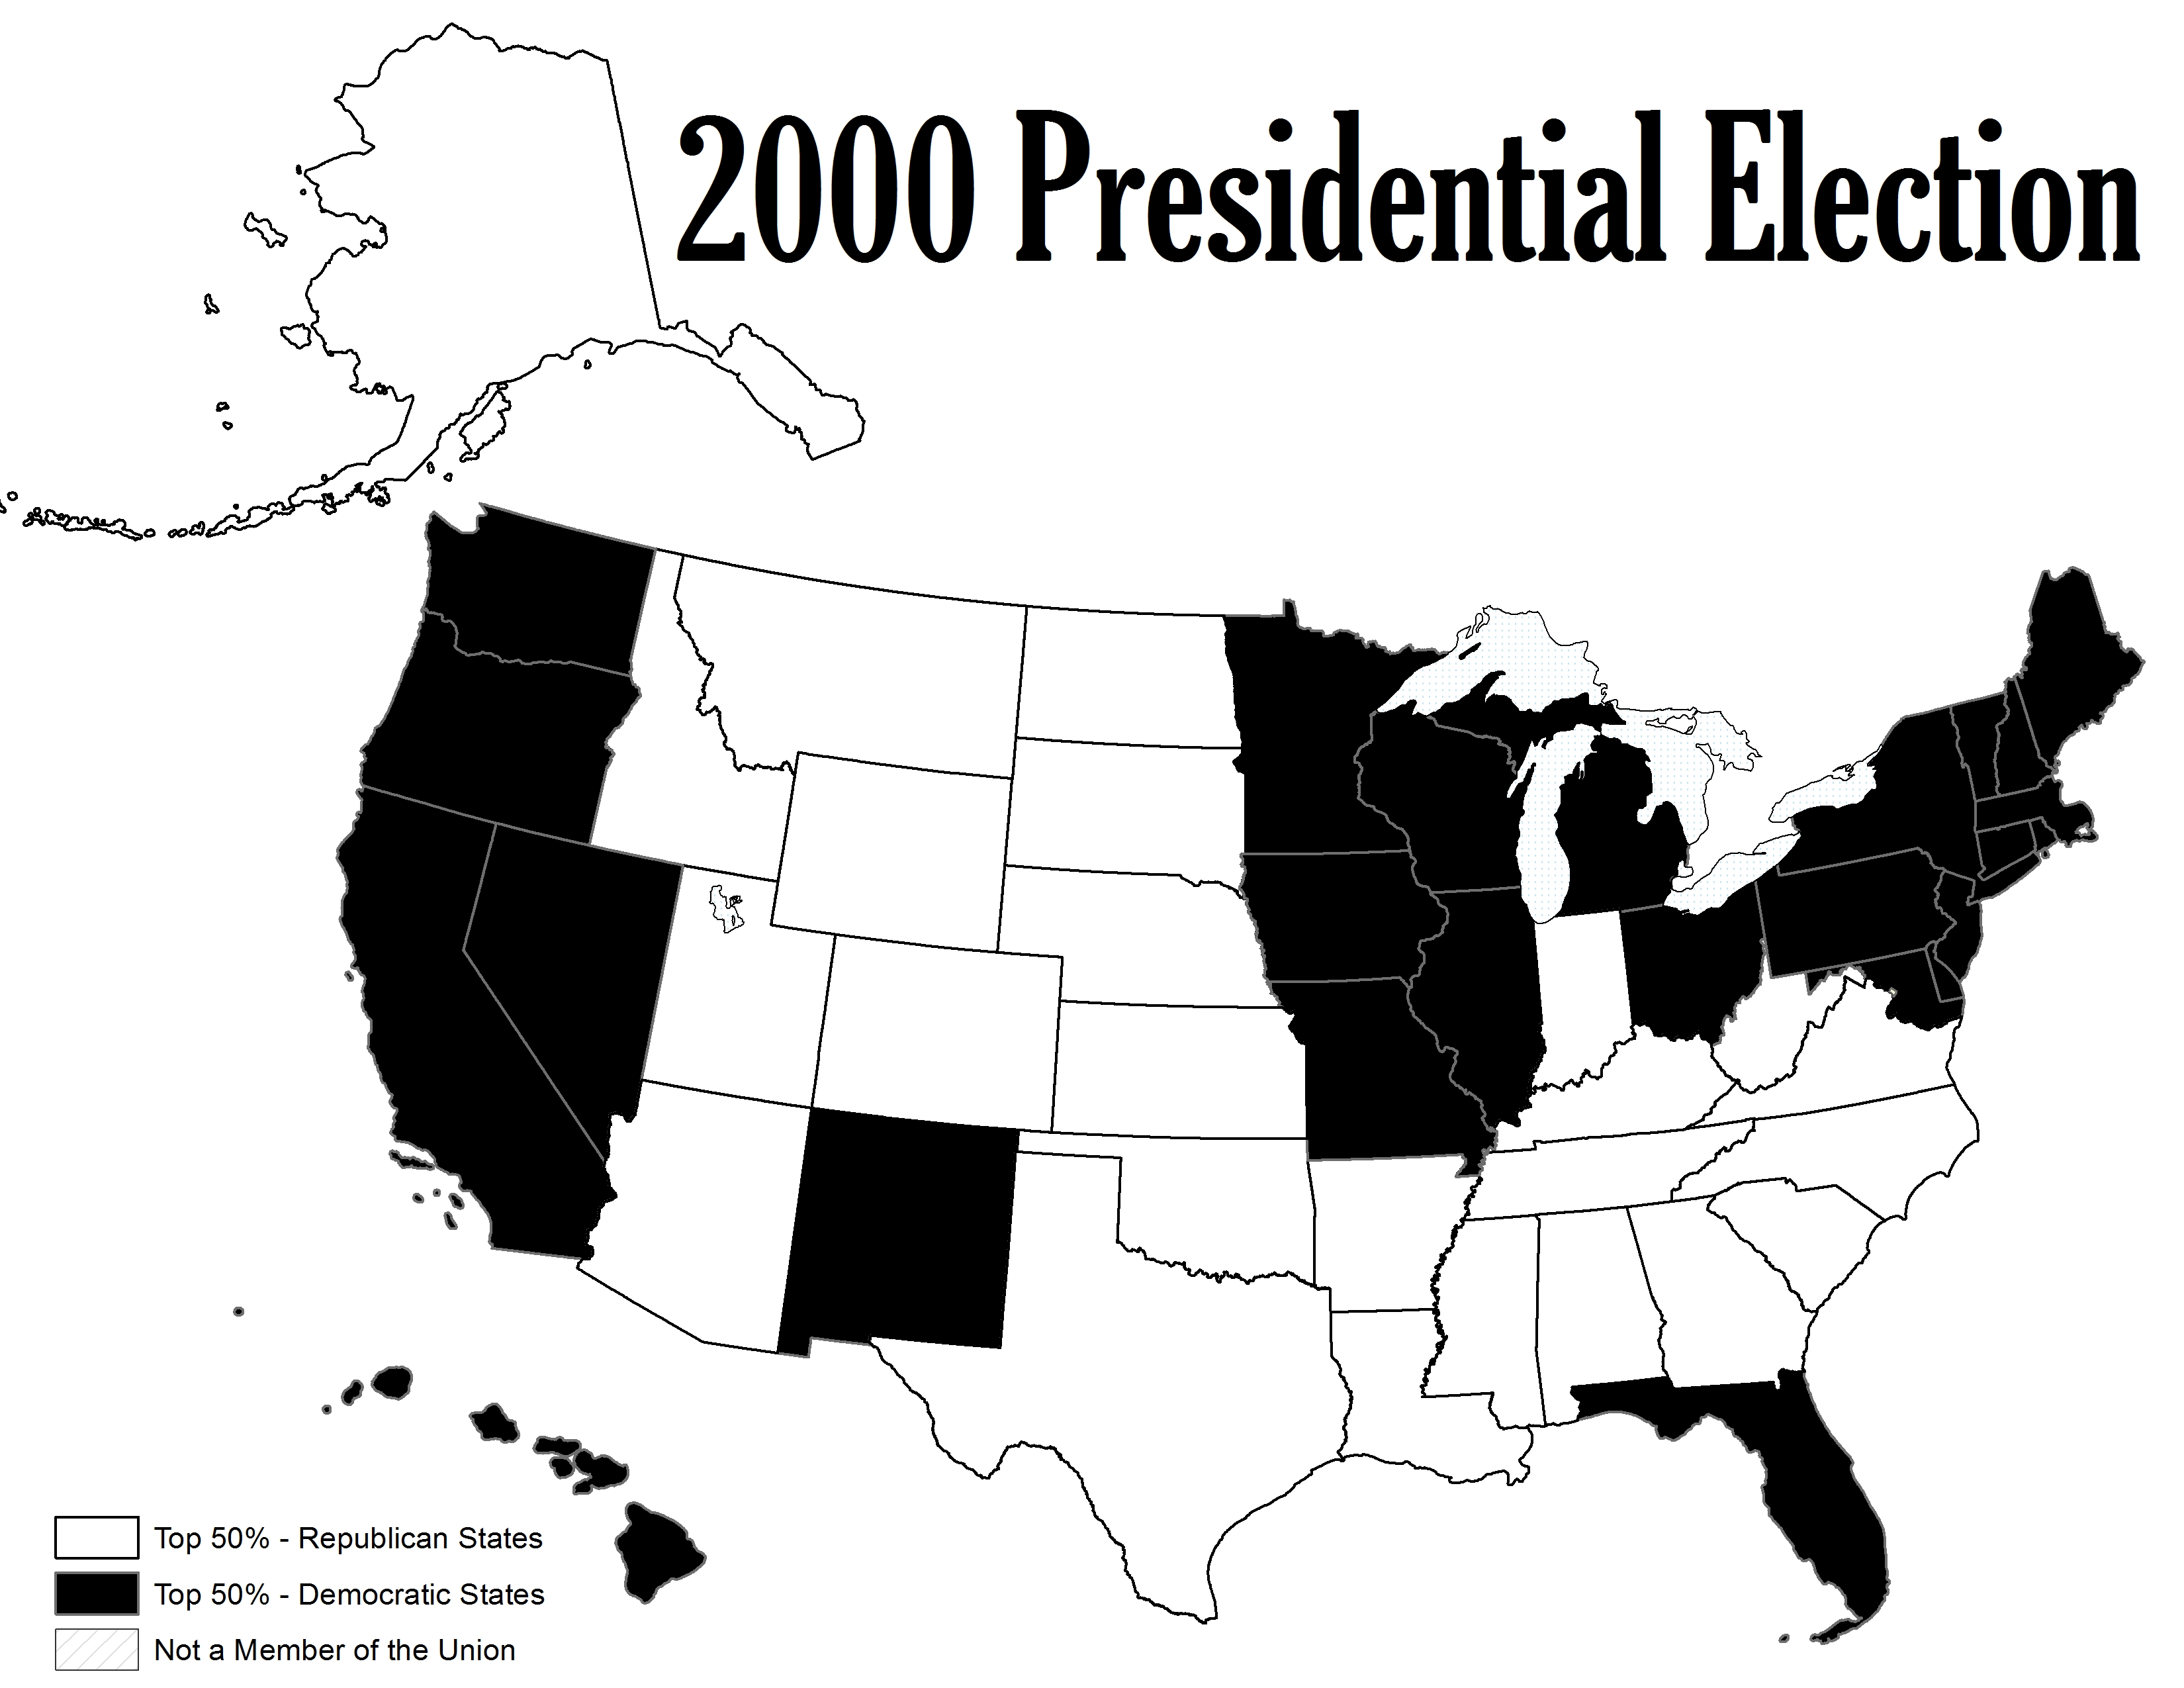 2000 Presidential Election
Top 50% - Republican States
Top 50% - Democratic States
Not a Member of the Union